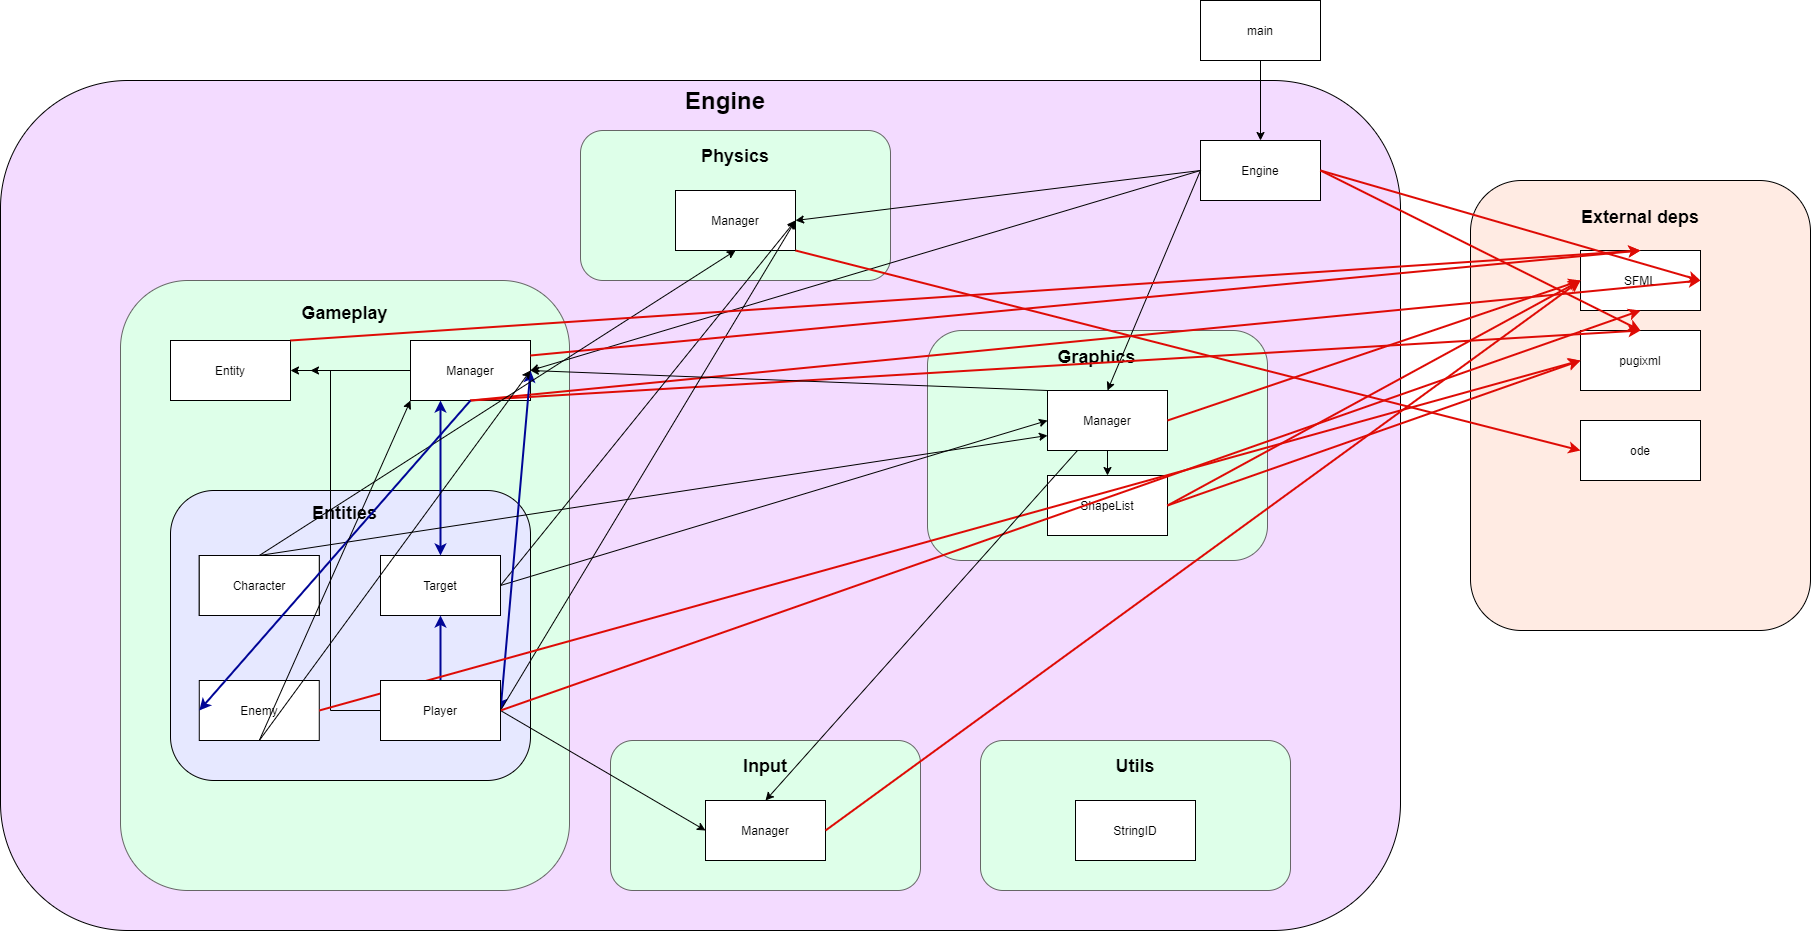 main
Engine
Physics
Engine
Manager
External deps
SFML
Gameplay
Entity
Manager
Graphics
pugixml
Manager
ode
Entities
ShapeList
Character
Target
Enemy
Player
Input
Utils
Manager
StringID